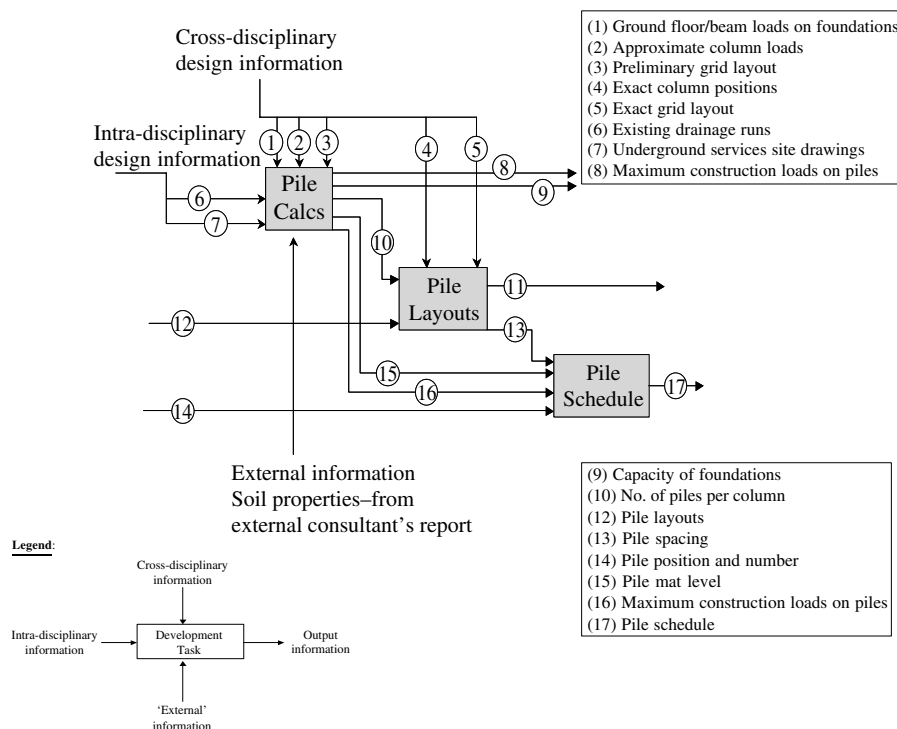 Cross-disciplinary
design information
(1) Ground floor/beam loads on foundations
(2) Approximate column loads
(3) Preliminary grid layout
(4) Exact column positions
(5) Exact grid layout
(6) Existing drainage runs
(7) Underground services site drawings
(8) Maximum construction loads on piles
Intra-disciplinary
design information
1
2
3
4
5
8
9
6
7
Pile
Calcs
10
Pile
Layouts
11
12
13
15
16
Pile
Schedule
17
14
External information
Soil properties–from
external consultant's report
(9) Capacity of foundations
(10) No. of piles per column
(12) Pile layouts
(13) Pile spacing
(14) Pile position and number
(15) Pile mat level
(16) Maximum construction loads on piles
(17) Pile schedule
Legend:
Cross-disciplinary
information
Intra-disciplinary
information
Development
Task
Output
information
'External'
information